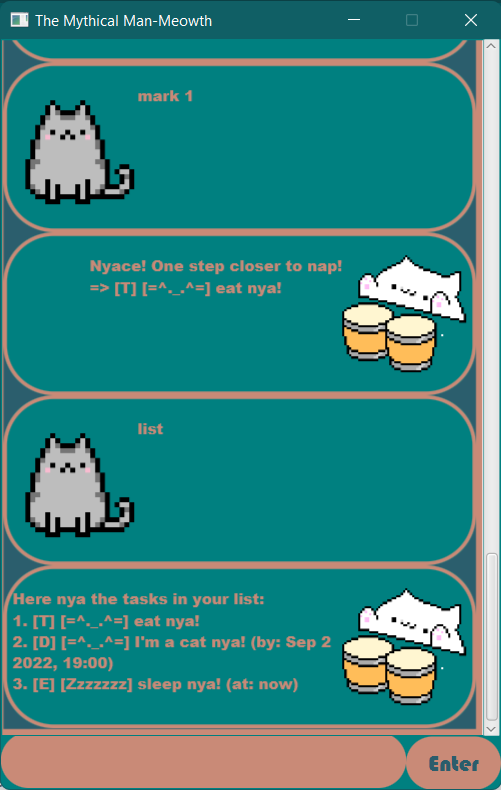 The Mythical Man-Meowth
mark 1
Nyace! One step closer to nap!
=> [T] [=^._.^=] eat nya!
list
Here nya the tasks in your list:
1. [T] [=^._.^=] eat nya!
2. [D] [=^._.^=] I'm a cat nya! (by: Sep 2
2022, 19:00)
3. [E] [Zzzzzzz] sleep nya! (at: now)
Enter